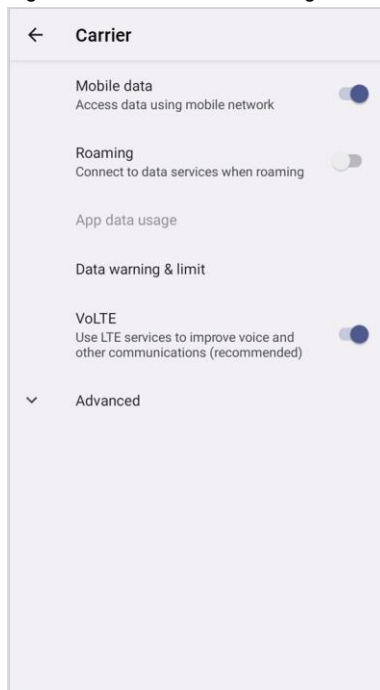 Carrier
Mobile data
Access data using mobile network
Roaming
Connect to data services when roaming
App data usage
Data warning & limit
VoLTE
Use LTE services to improve voice and
other communications (recommended)
Advanced